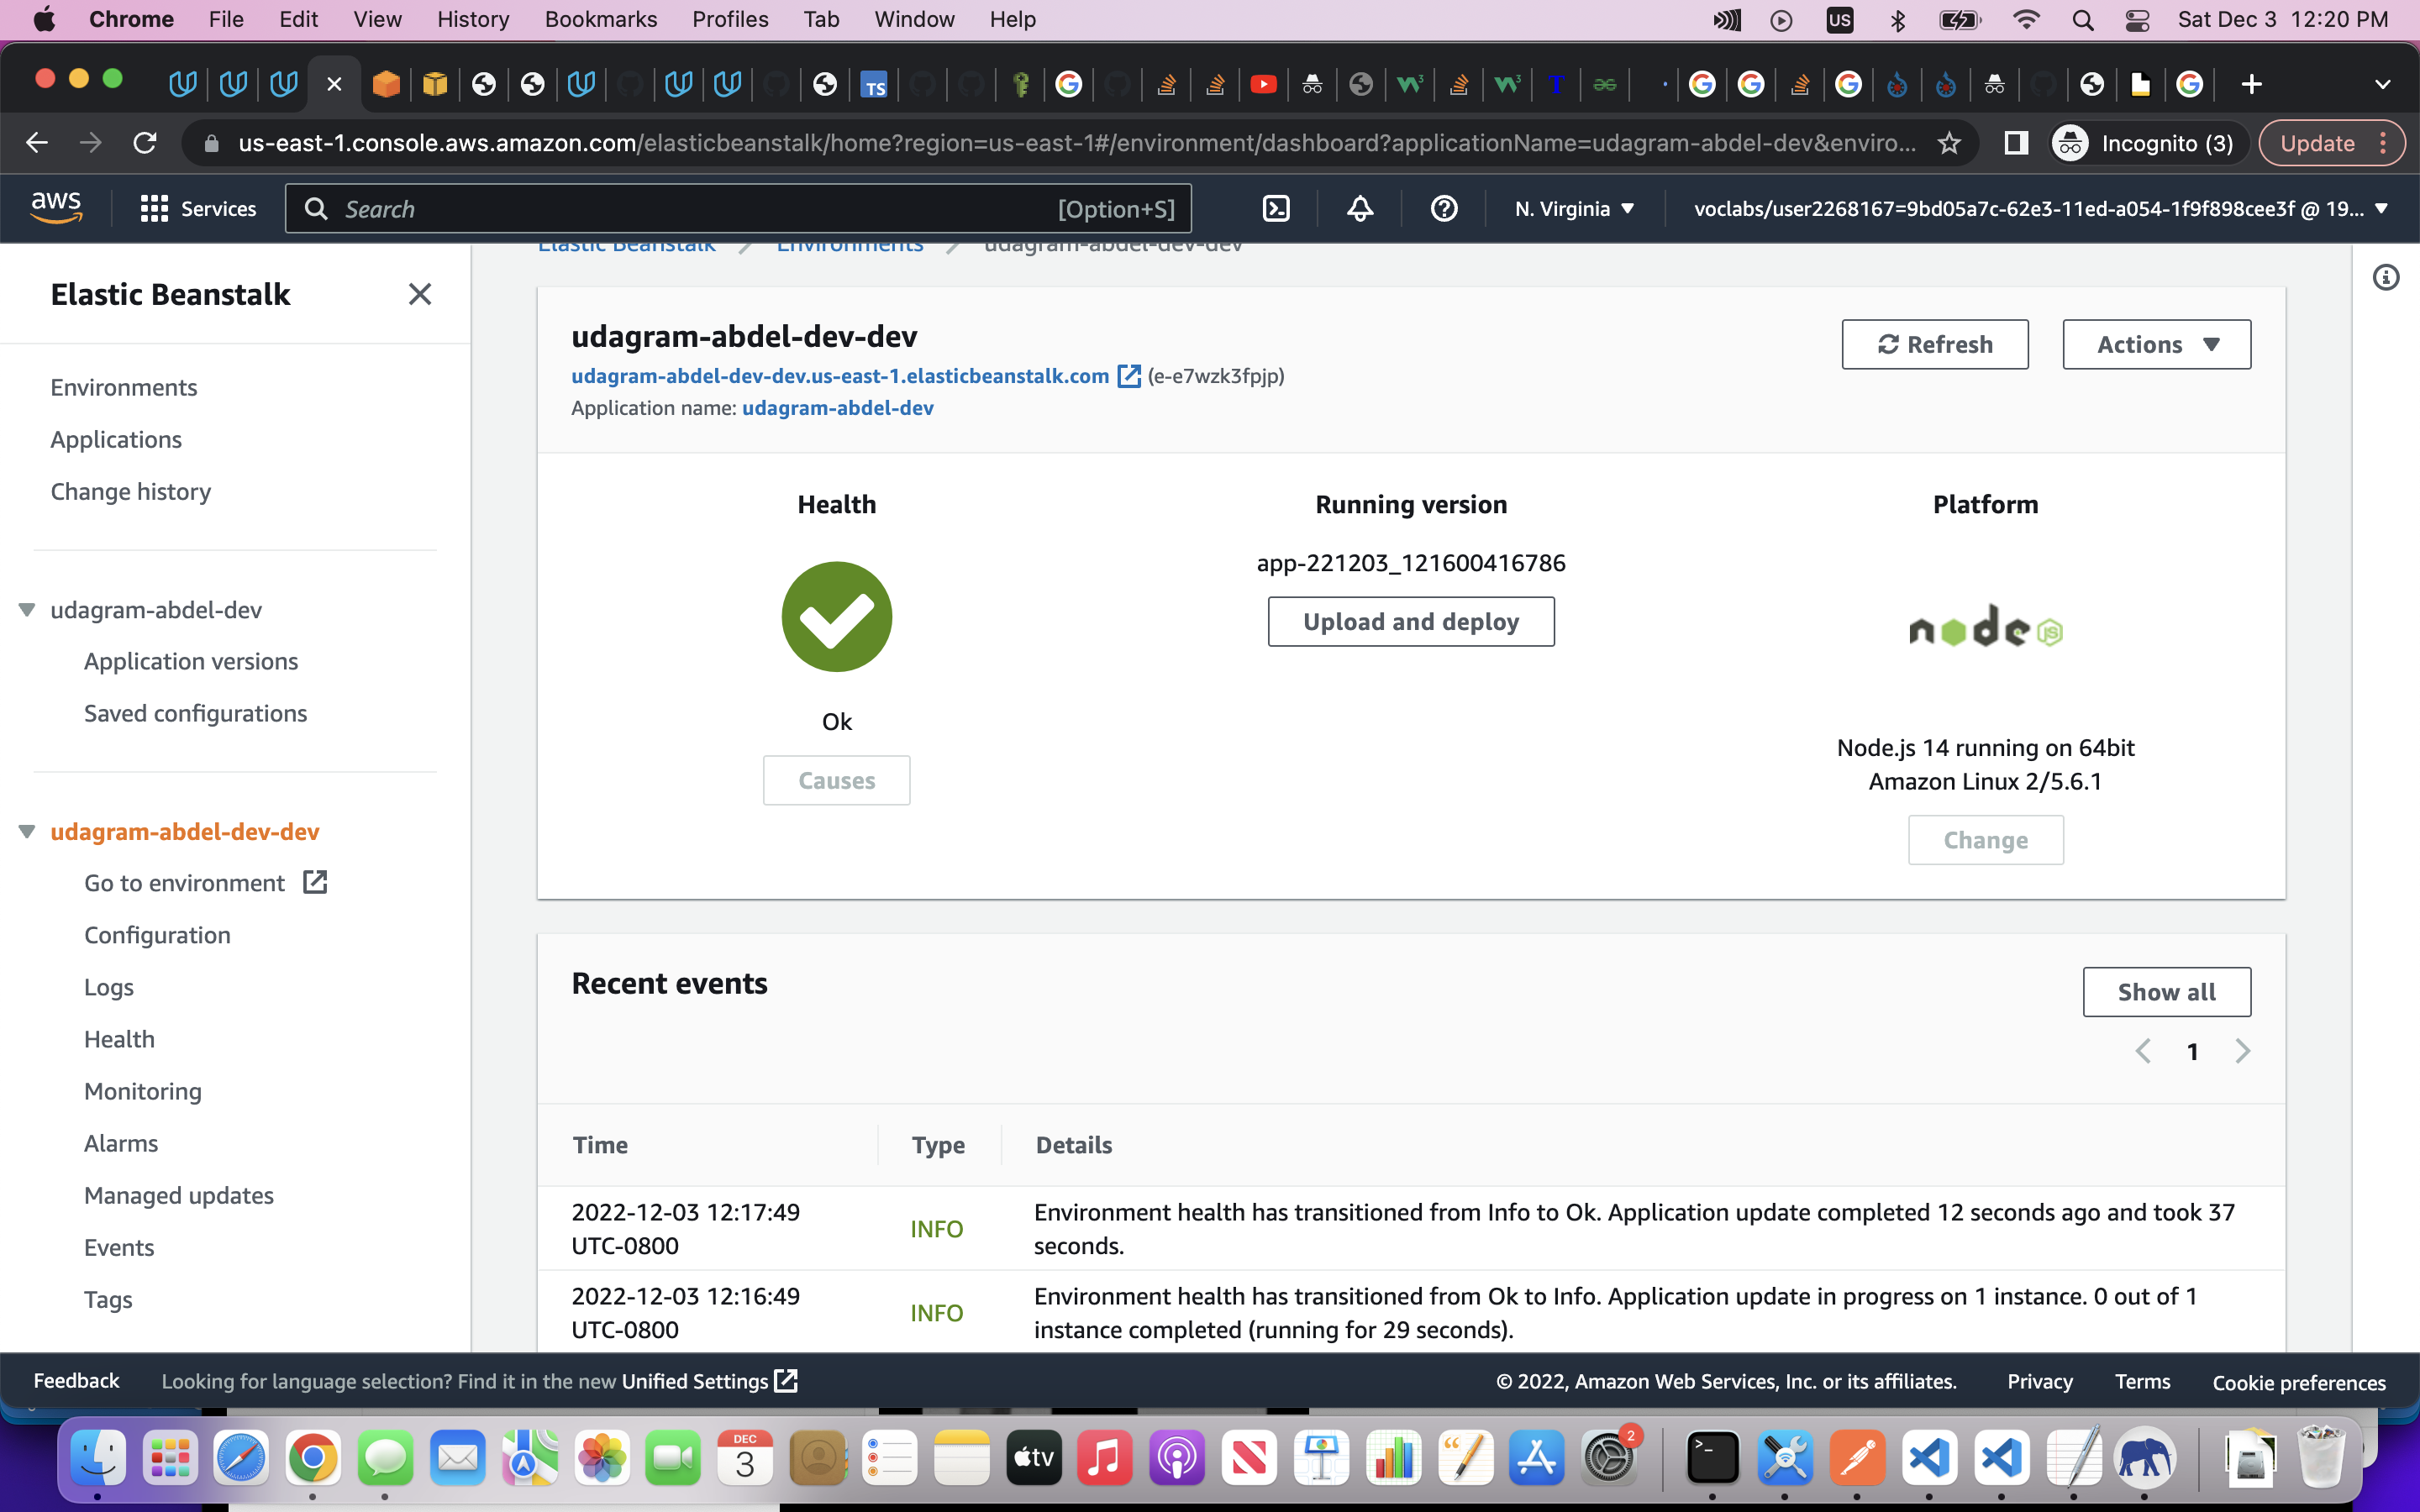 Chrome File Edit View History Bookmarks Profiles Tab Window Help US Sat Dec 3 12:20 PM
TS
us-east-1.console.aws.amazon.com/elasticbeanstalk/home?region=us-east-1#/environment/dashboard?applicationName=udagram-abdel-dev&enviro... Incognito (3) Update
aws Services Search [Option+S] N. Virginia voclabs/user2268167=9bd05a7c-62e3-11ed-a054-1f9f898cee3f @ 19...
Elastic Beanstalk / Environments / udagram-abdel-dev-dev
Elastic Beanstalk
Environments
Applications
Change history
udagram-abdel-dev
Application versions
Saved configurations
udagram-abdel-dev-dev
Go to environment
Configuration
Logs
Health
Monitoring
Alarms
Managed updates
Events
Tags
udagram-abdel-dev-dev
udagram-abdel-dev-dev.us-east-1.elasticbeanstalk.com (e-e7wzk3fpjp)
Application name: udagram-abdel-dev
Refresh
Actions
Health
Ok
Causes
Running version
app-221203_121600416786
Upload and deploy
Platform
node JS
Node.js 14 running on 64bit
Amazon Linux 2/5.6.1
Change
Recent events
Show all
1
Time Type Details
2022-12-03 12:17:49
UTC-0800
INFO
Environment health has transitioned from Info to Ok. Application update completed 12 seconds ago and took 37
seconds.
2022-12-03 12:16:49
UTC-0800
INFO
Environment health has transitioned from Ok to Info. Application update in progress on 1 instance. 0 out of 1
instance completed (running for 29 seconds).
Feedback Looking for language selection? Find it in the new Unified Settings © 2022, Amazon Web Services, Inc. or its affiliates. Privacy Terms Cookie preferences
DEC
3
tv
2